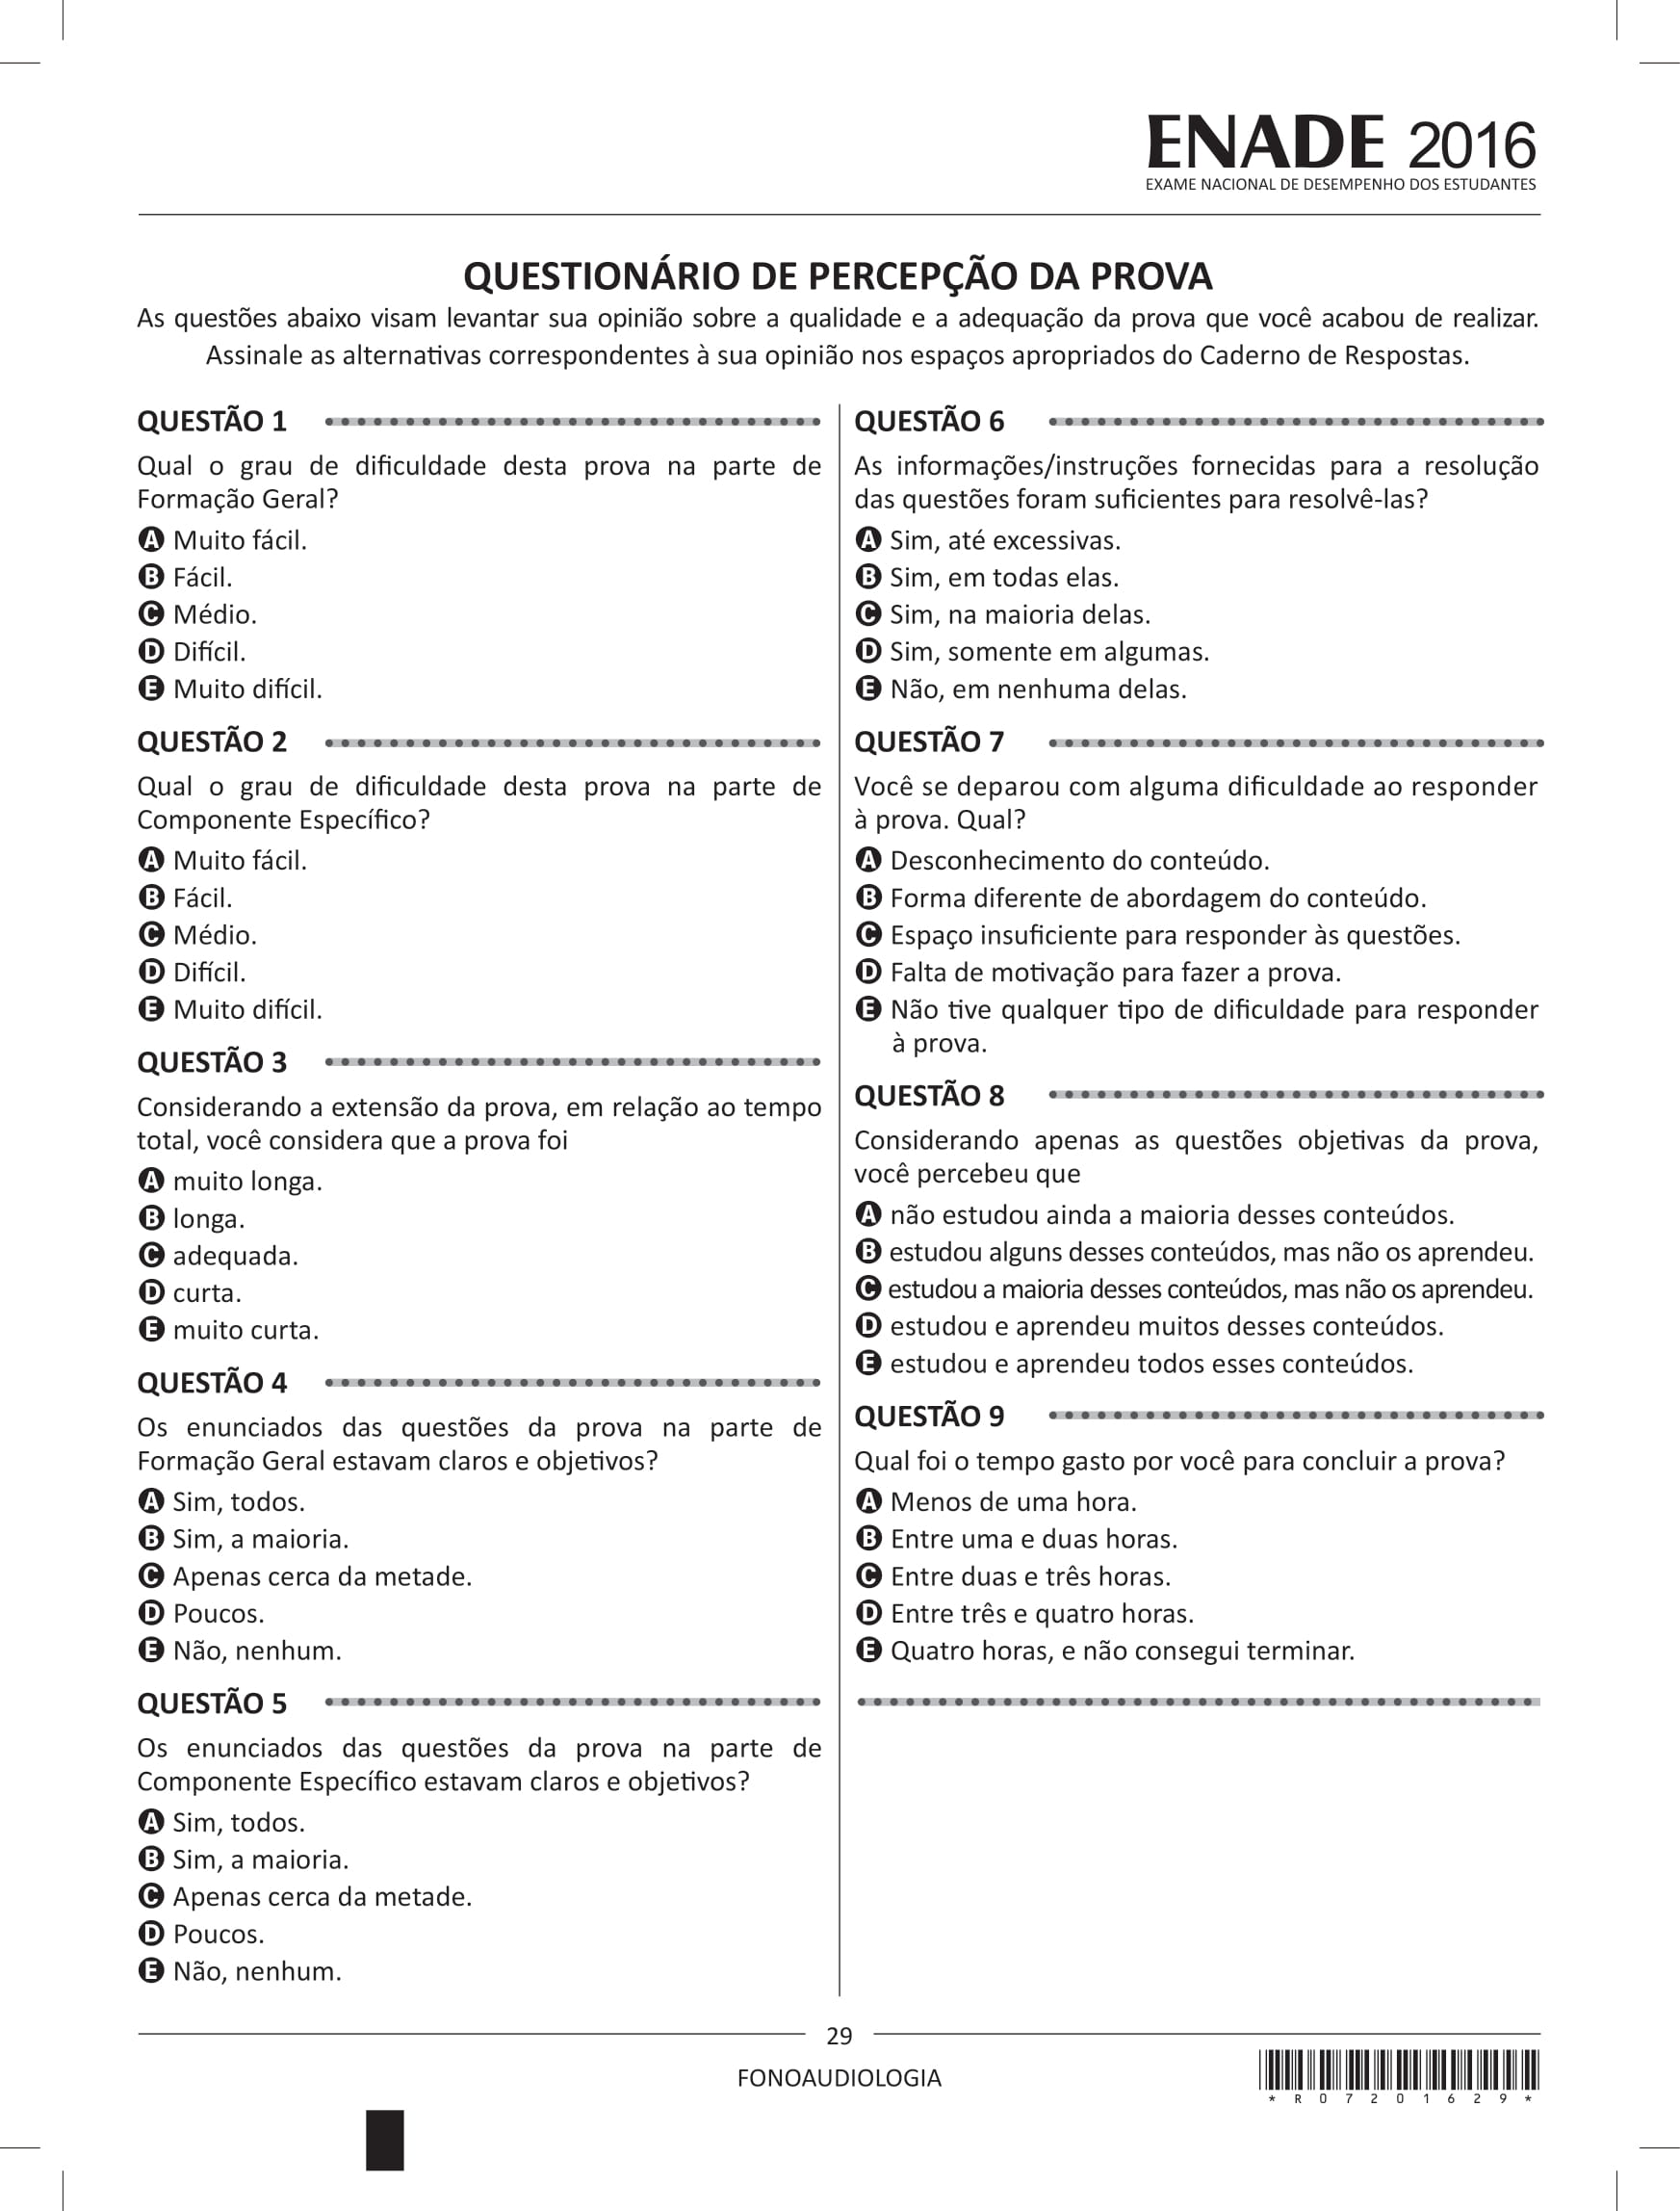 ENADE 2016
EXAME NACIONAL DE DESEMPENHO DOS ESTUDANTES
QUESTIONÁRIO DE PERCEPÇÃO DA PROVA
As questões abaixo visam levantar sua opinião sobre a qualidade e a adequação da prova que você acabou de realizar.
Assinale as alternativas correspondentes à sua opinião nos espaços apropriados do Caderno de Respostas.
QUESTÃO 1
Qual o grau de dificuldade desta prova na parte de
Formação Geral?
A Muito fácil.
B Fácil.
C Médio.
D Difícil.
E Muito difícil.
QUESTÃO 2
Qual o grau de dificuldade desta prova na parte de
Componente Específico?
A Muito fácil.
B Fácil.
C Médio.
D Difícil.
E Muito difícil.
QUESTÃO 3
Considerando a extensão da prova, em relação ao tempo
total, você considera que a prova foi
A muito longa.
B longa.
C adequada.
D curta.
E muito curta.
QUESTÃO 4
Os enunciados das questões da prova na parte de
Formação Geral estavam claros e objetivos?
A Sim, todos.
B Sim, a maioria.
C Apenas cerca da metade.
D Poucos.
E Não, nenhum.
QUESTÃO 5
Os enunciados das questões da prova na parte de
Componente Específico estavam claros e objetivos?
A Sim, todos.
B Sim, a maioria.
C Apenas cerca da metade.
D Poucos.
E Não, nenhum.
QUESTÃO 6
As informações/instruções fornecidas para a resolução
das questões foram suficientes para resolvê-las?
A Sim, até excessivas.
B Sim, em todas elas.
C Sim, na maioria delas.
D Sim, somente em algumas.
E Não, em nenhuma delas.
QUESTÃO 7
Você se deparou com alguma dificuldade ao responder
à prova. Qual?
A Desconhecimento do conteúdo.
B Forma diferente de abordagem do conteúdo.
C Espaço insuficiente para responder às questões.
D Falta de motivação para fazer a prova.
E Não tive qualquer tipo de dificuldade para responder
à prova.
QUESTÃO 8
Considerando apenas as questões objetivas da prova,
você percebeu que
A não estudou ainda a maioria desses conteúdos.
B estudou alguns desses conteúdos, mas não os aprendeu.
C estudou a maioria desses conteúdos, mas não os aprendeu.
D estudou e aprendeu muitos desses conteúdos.
E estudou e aprendeu todos esses conteúdos.
QUESTÃO 9
Qual foi o tempo gasto por você para concluir a prova?
A Menos de uma hora.
B Entre uma e duas horas.
C Entre duas e três horas.
D Entre três e quatro horas.
E Quatro horas, e não consegui terminar.
29
FONOAUDIOLOGIA
* R 0 7 2 0 1 6 2 9 *